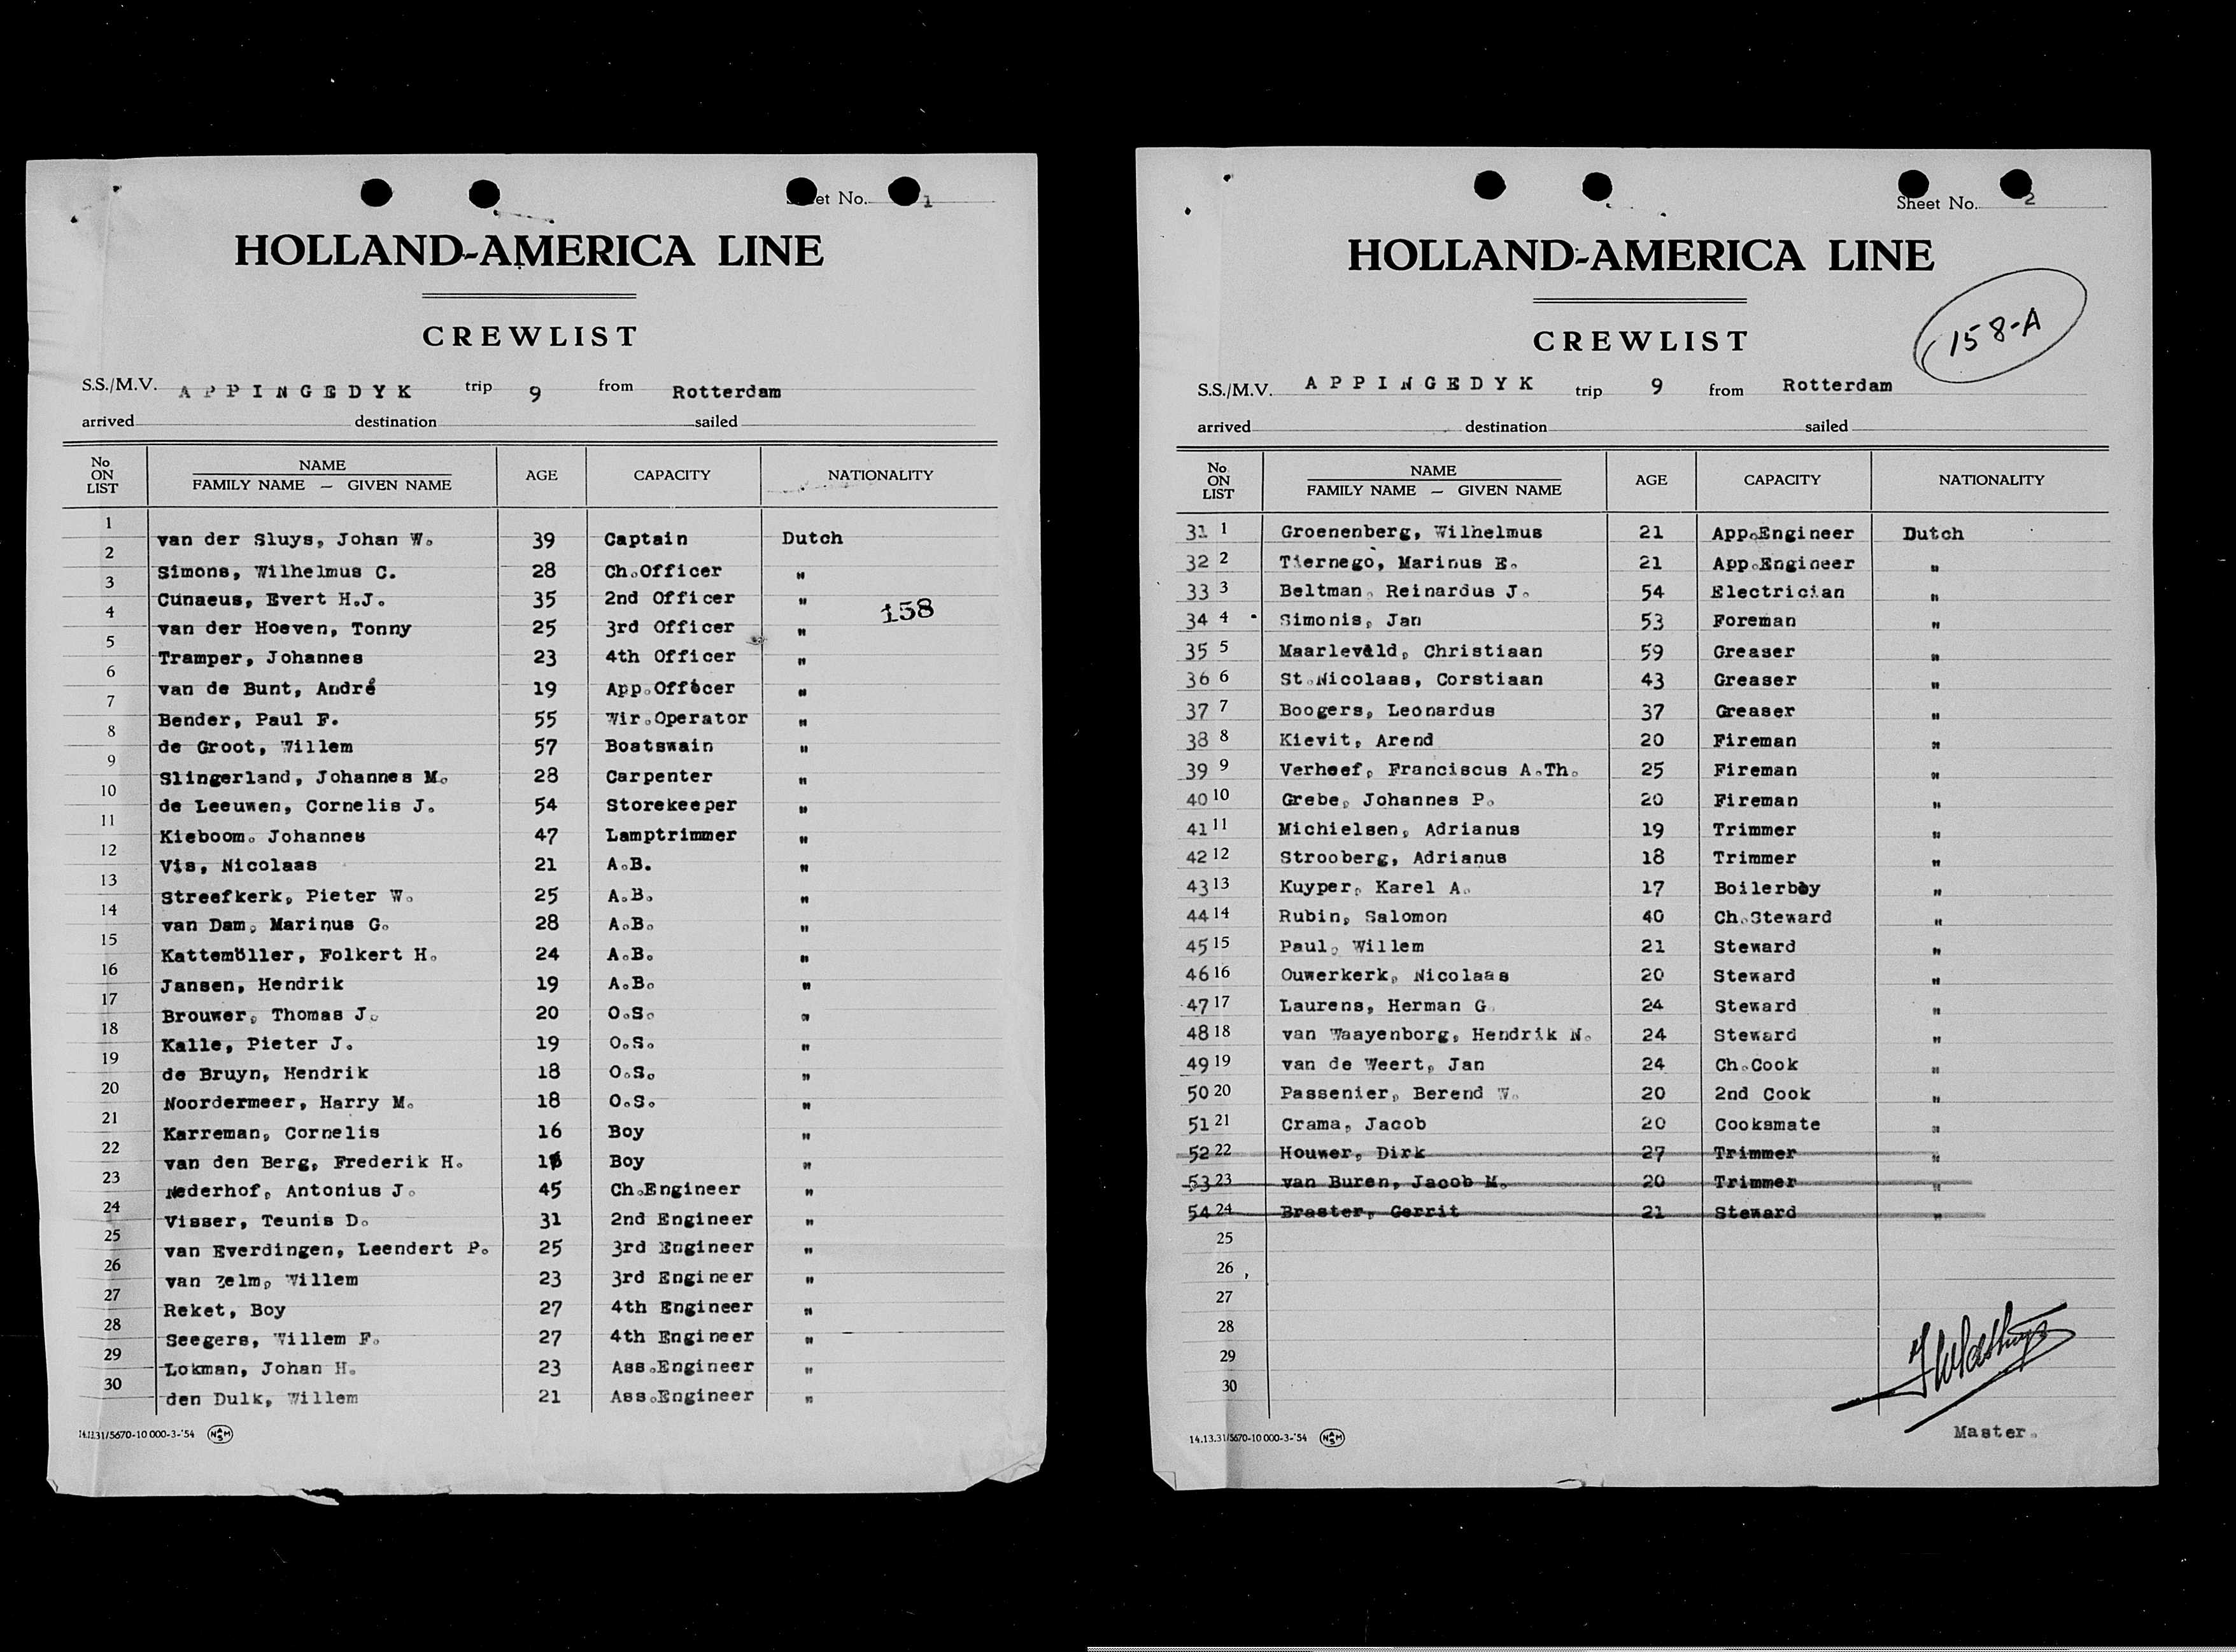 Sheet No. 1
HOLLAND-AMERICA LINE
CREWLIST
S.S./M.V. APPINGEDYK trip 9 from Rotterdam
arrived destination sailed
No ON LIST NAME FAMILY NAME — GIVEN NAME AGE CAPACITY NATIONALITY
1 van der Sluys, Johan W. 39 Captain Dutch
2 Simons, Wilhelmus C. 28 Ch.Officer "
3 Cunaeus, Evert H.J. 35 2nd Officer " 158
4 van der Hoeven, Tonny 25 3rd Officer "
5 Tramper, Johannes 23 4th Officer "
6 van de Bunt, André 19 App.Officer "
7 Bender, Paul F. 55 Wir.Operator "
8 de Groot, Willem 57 Boatswain "
9 Slingerland, Johannes M. 28 Carpenter "
10 de Leeuwen, Cornelis J. 54 Storekeeper "
11 Kieboom. Johannes 47 Lamptrimmer "
12 Vis, Nicolaas 21 A.B. "
13 Streefkerk, Pieter W. 25 A.B. "
14 van Dam, Marinus G. 28 A.B. "
15 Kattemöller, Folkert H. 24 A.B. "
16 Jansen, Hendrik 19 A.B. "
17 Brouwer, Thomas J. 20 O.S. "
18 Kalle, Pieter J. 19 O.S. "
19 de Bruyn, Hendrik 18 O.S. "
20 Noordermeer, Harry M. 18 O.S. "
21 Karreman, Cornelis 16 Boy "
22 van den Berg, Frederik H. Boy "
23 Nederhof, Antonius J. 45 Ch.Engineer "
24 Visser, Teunis D. 31 2nd Engineer "
25 van Everdingen, Leendert P. 25 3rd Engineer "
26 van Zelm, Willem 23 3rd Engineer "
27 Reket, Boy 27 4th Engineer "
28 Seegers, Willem F. 27 4th Engineer "
29 Lokman, Johan H. 23 Ass.Engineer "
30 den Dulk, Willem 21 Ass.Engineer "
14.13.31/5670-10 000-3-'54 NASM
Sheet No. 2
HOLLAND-AMERICA LINE
158-A
CREWLIST
S.S./M.V. APPINGEDYK trip 9 from Rotterdam
arrived destination sailed
No ON LIST NAME FAMILY NAME — GIVEN NAME AGE CAPACITY NATIONALITY
31 1 Groenenberg, Wilhelmus 21 App.Engineer Dutch
32 2 Tiernego, Marinus E. 21 App.Engineer "
33 3 Beltman, Reinardus J. 54 Electrician "
34 4 Simonis, Jan 53 Foreman "
35 5 Maarleveld, Christiaan 59 Greaser "
36 6 St.Nicolaas, Corstiaan 43 Greaser "
37 7 Boogers, Leonardus 37 Greaser "
38 8 Kievit, Arend 20 Fireman "
39 9 Verheef, Franciscus A.Th. 25 Fireman "
40 10 Grebe, Johannes P. 20 Fireman "
41 11 Michielsen, Adrianus 19 Trimmer "
42 12 Strooberg, Adrianus 18 Trimmer "
43 13 Kuyper, Karel A. 17 Boilerboy "
44 14 Rubin, Salomon 40 Ch.Steward "
45 15 Paul, Willem 21 Steward "
46 16 Ouwerkerk, Nicolaas 20 Steward "
47 17 Laurens, Herman G. 24 Steward "
48 18 van Waayenborg, Hendrik N. 24 Steward "
49 19 van de Weert, Jan 24 Ch.Cook "
50 20 Passenier, Berend W. 20 2nd Cook "
51 21 Crama, Jacob 20 Cooksmate "
52 22 Houwer, Dirk 27 Trimmer "
53 23 van Buren, Jacob M. 20 Trimmer "
54 24 Braster, Gerrit 21 Steward "
25
26
27
28
29
30
Master.
14.13.31/5670-10 000-3-'54 NASM